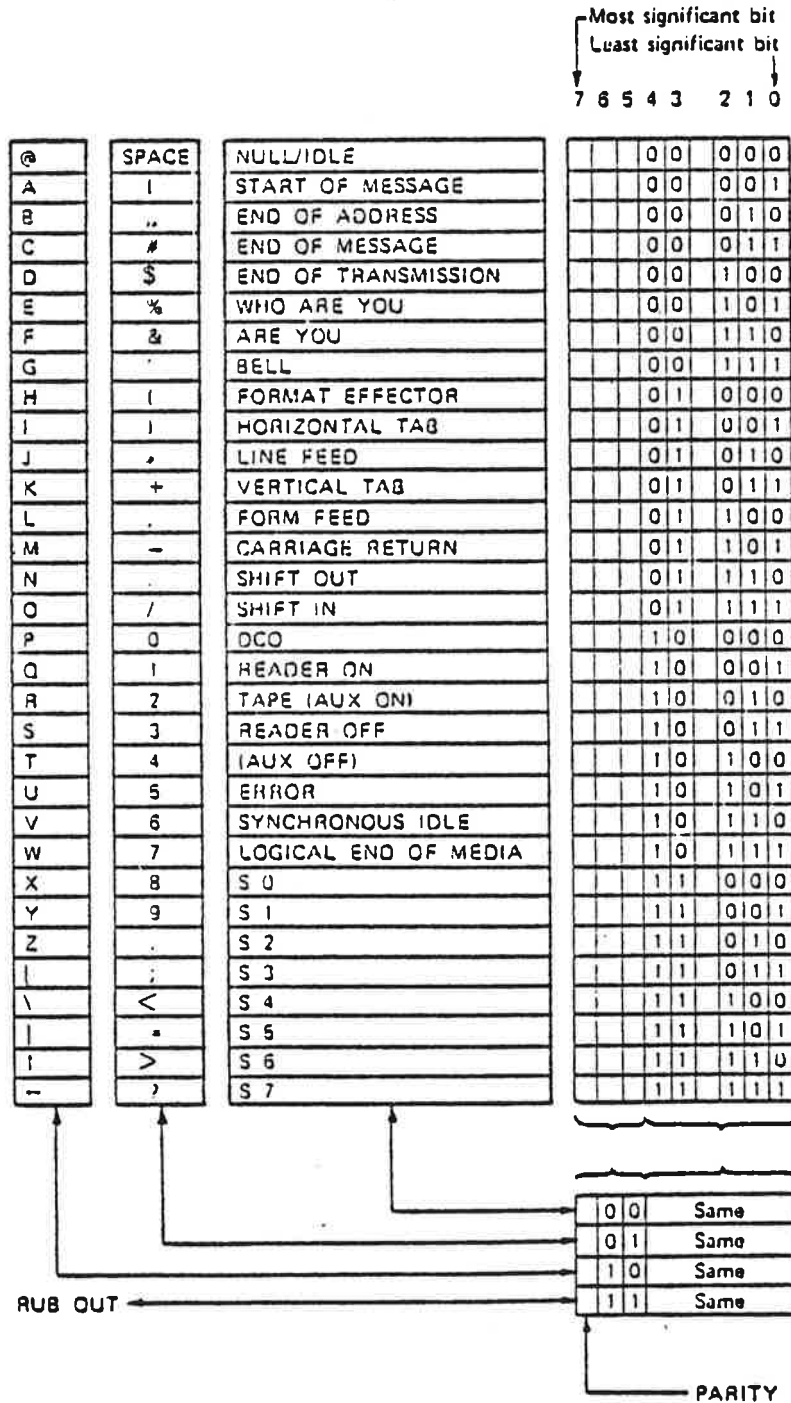 Most significant bit
Least significant bit
7 6 5 4 3 2 1 0
@ SPACE NULL/IDLE 0 0 0 0 0
A ! START OF MESSAGE 0 0 0 0 1
B " END OF ADDRESS 0 0 0 1 0
C # END OF MESSAGE 0 0 0 1 1
D $ END OF TRANSMISSION 0 0 1 0 0
E % WHO ARE YOU 0 0 1 0 1
F & ARE YOU 0 0 1 1 0
G ' BELL 0 0 1 1 1
H ( FORMAT EFFECTOR 0 1 0 0 0
I ) HORIZONTAL TAB 0 1 0 0 1
J LINE FEED 0 1 0 1 0
K + VERTICAL TAB 0 1 0 1 1
L FORM FEED 0 1 1 0 0
M - CARRIAGE RETURN 0 1 1 0 1
N . SHIFT OUT 0 1 1 1 0
O / SHIFT IN 0 1 1 1 1
P 0 DCO 1 0 0 0 0
Q 1 READER ON 1 0 0 0 1
R 2 TAPE (AUX ON) 1 0 0 1 0
S 3 READER OFF 1 0 0 1 1
T 4 (AUX OFF) 1 0 1 0 0
U 5 ERROR 1 0 1 0 1
V 6 SYNCHRONOUS IDLE 1 0 1 1 0
W 7 LOGICAL END OF MEDIA 1 0 1 1 1
X 8 S 0 1 1 0 0 0
Y 9 S 1 1 1 0 0 1
Z S 2 1 1 0 1 0
[ ; S 3 1 1 0 1 1
\ < S 4 1 1 1 0 0
] = S 5 1 1 1 0 1
↑ > S 6 1 1 1 1 0
← ? S 7 1 1 1 1 1
0 0 Same
0 1 Same
1 0 Same
RUB OUT 1 1 Same
PARITY